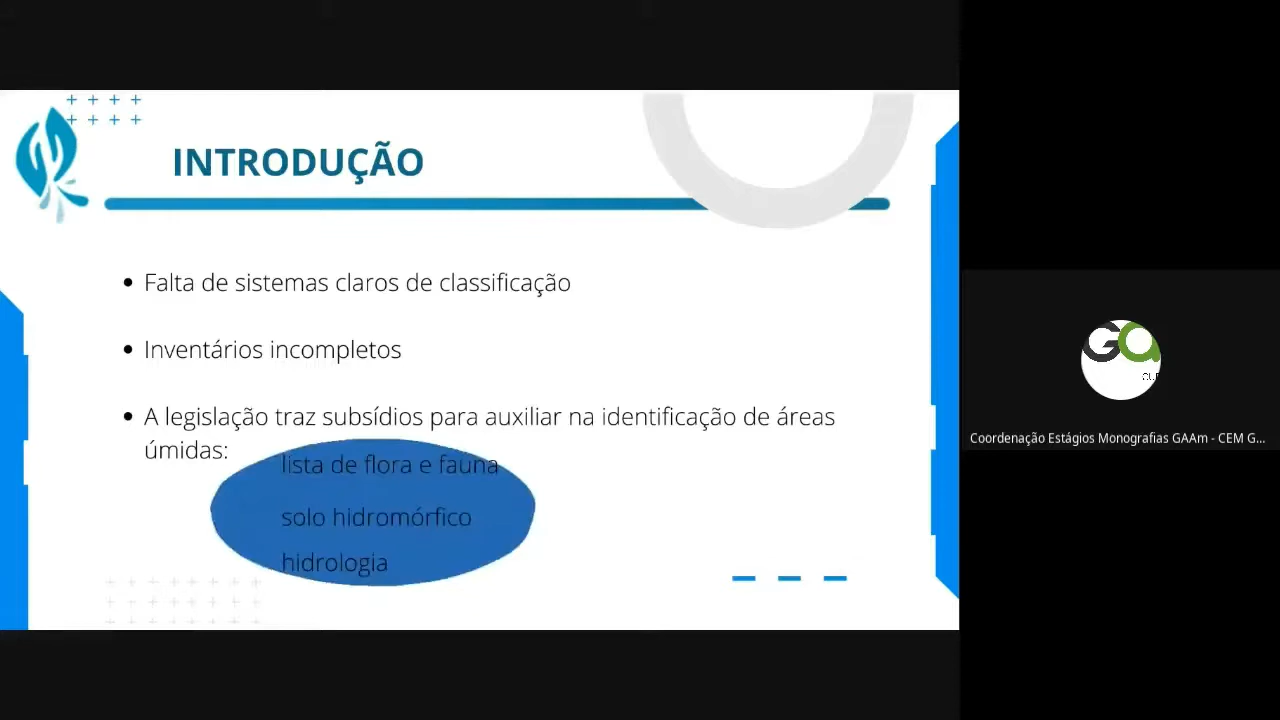 INTRODUÇÃO
Falta de sistemas claros de classificação
Inventários incompletos
A legislação traz subsídios para auxiliar na identificação de áreas
úmidas:
lista de flora e fauna
solo hidromórfico
hidrologia
Coordenação Estágios Monografias GAAm - CEM G...